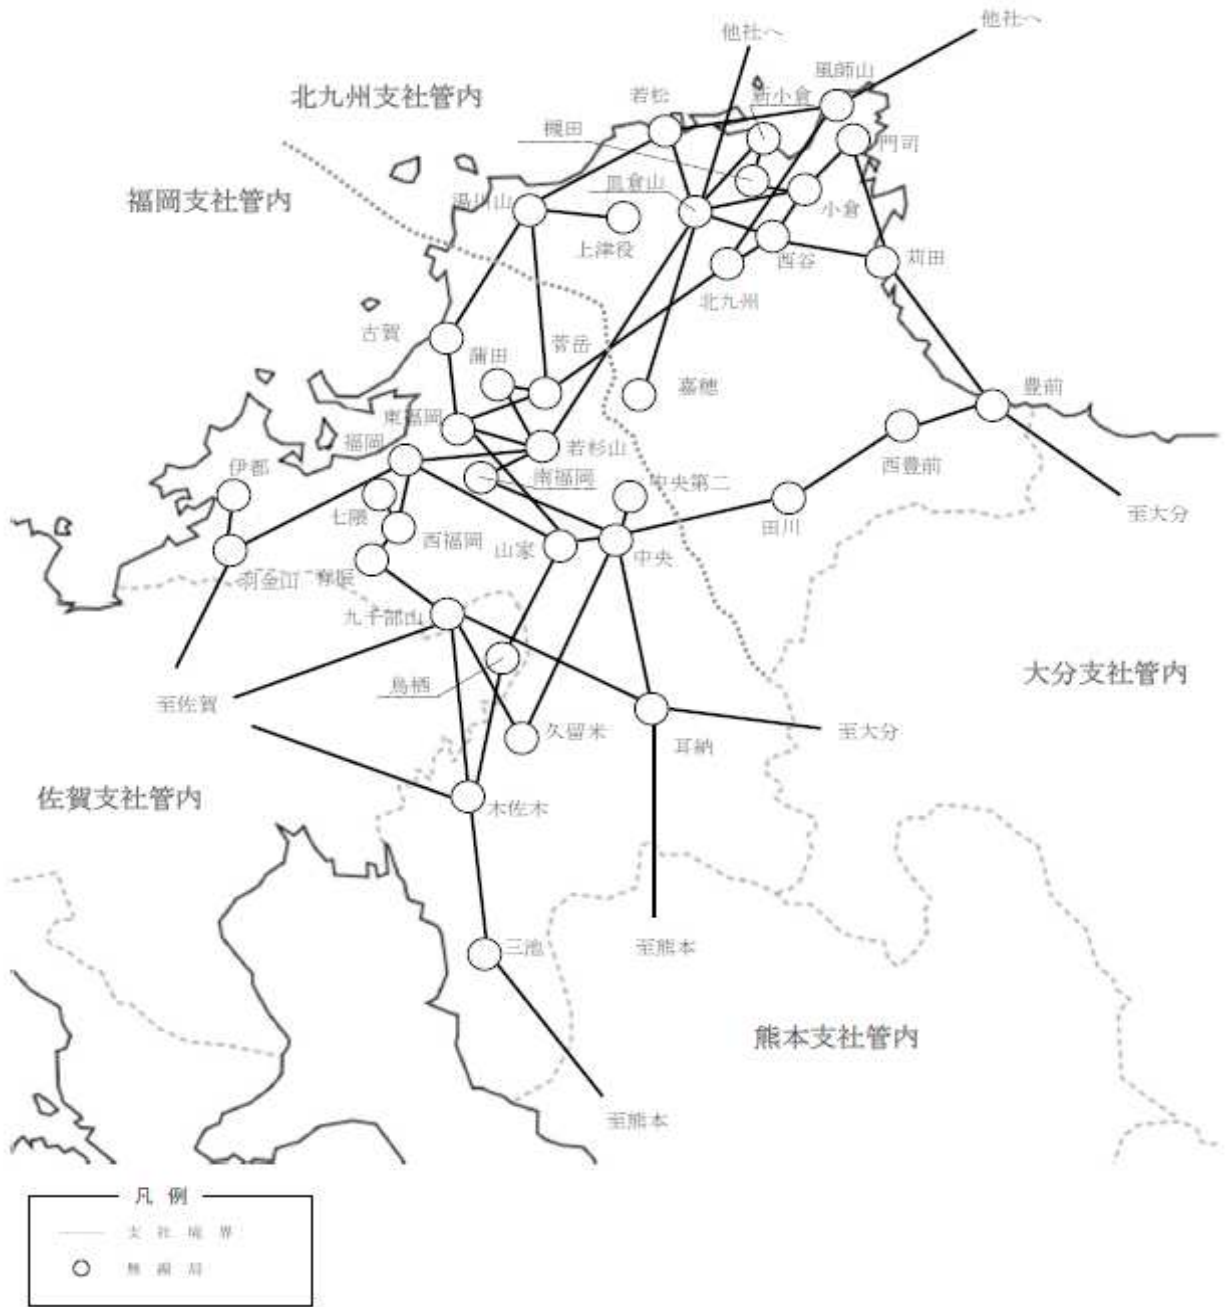 他社へ
他社へ
風師山
北九州支社管内
若松
新小倉
槻田
門司
皿倉山
福岡支社管内
湯川山
小倉
上津役
西谷
苅田
北九州
古賀
蒲田
菅岳
嘉穂
豊前
東福岡
福岡
若杉山
西豊前
伊都
南福岡
中央第二
七隈
田川
至大分
西福岡
山家
中央
羽金山
脊振
九千部山
大分支社管内
鳥栖
至佐賀
久留米
耳納
至大分
佐賀支社管内
木佐木
三池
至熊本
熊本支社管内
至熊本
凡 例
支 社 境 界
無 線 局